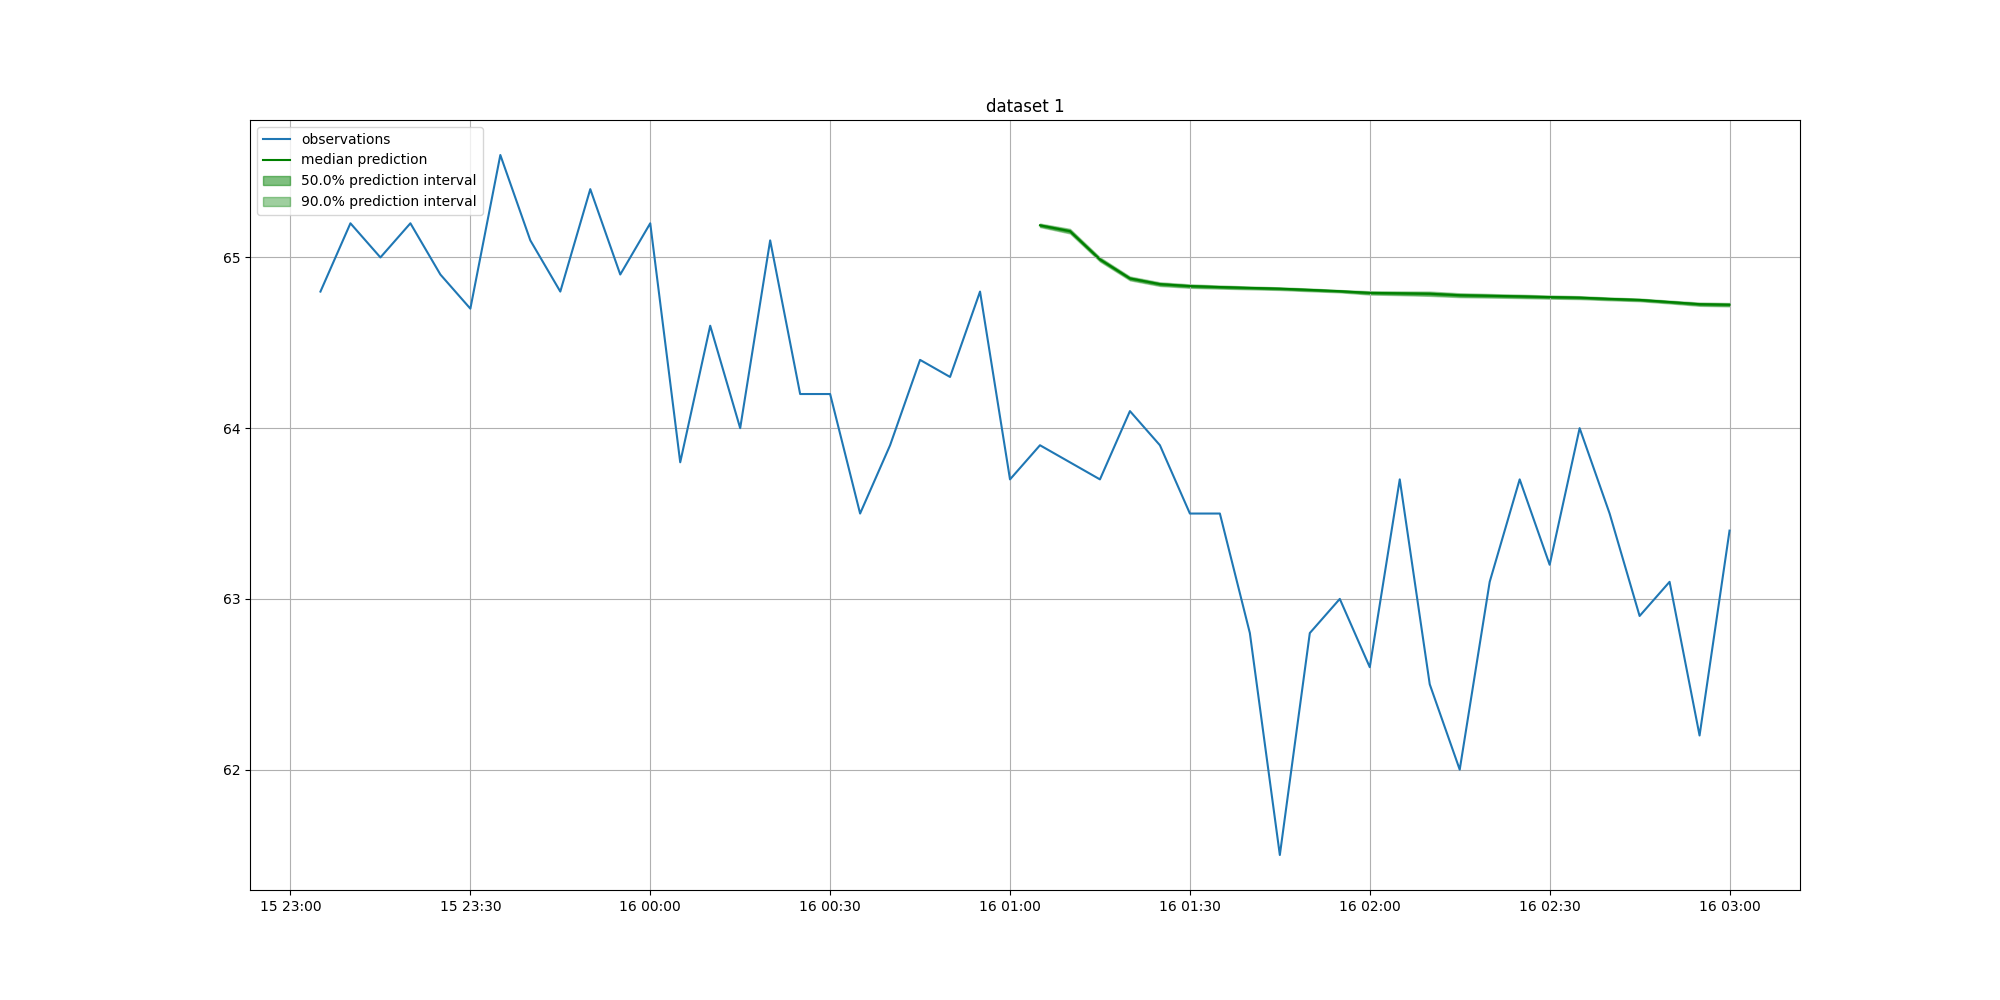 dataset 1
observations
median prediction
50.0% prediction interval
90.0% prediction interval
65
64
63
62
15 23:00 15 23:30 16 00:00 16 00:30 16 01:00 16 01:30 16 02:00 16 02:30 16 03:00